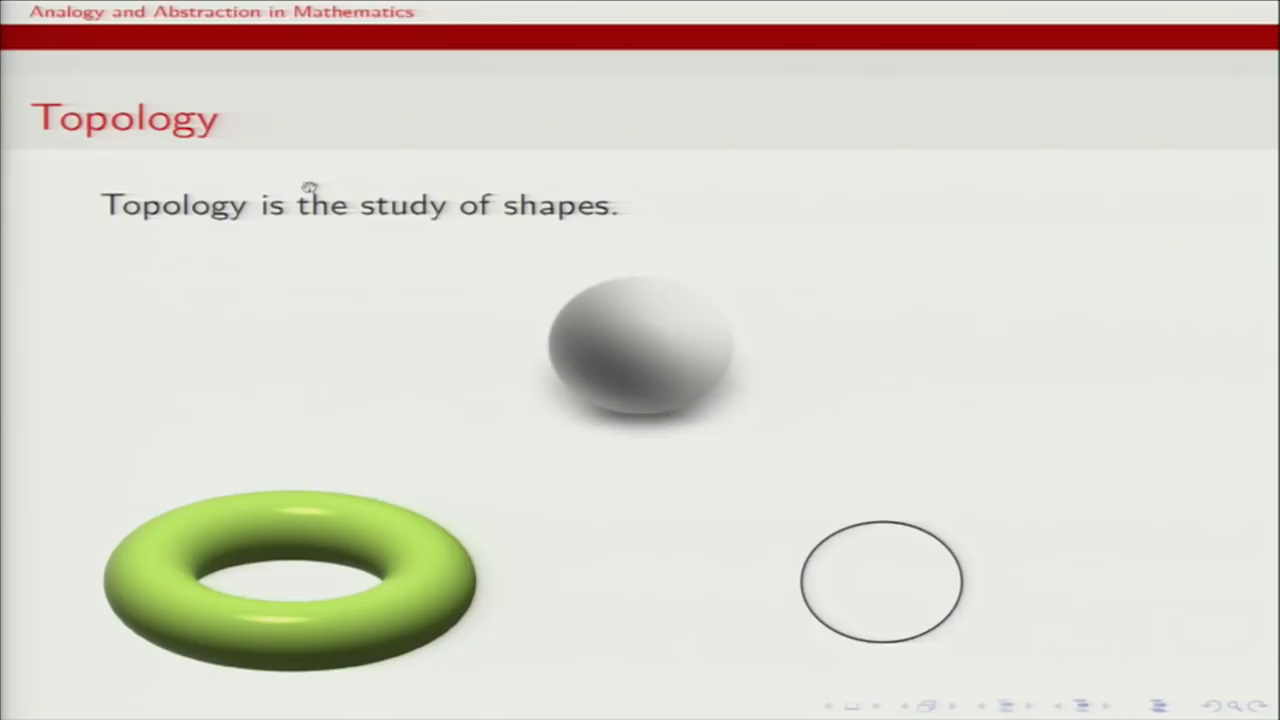 Analogy and Abstraction in Mathematics
Topology
Topology is the study of shapes.